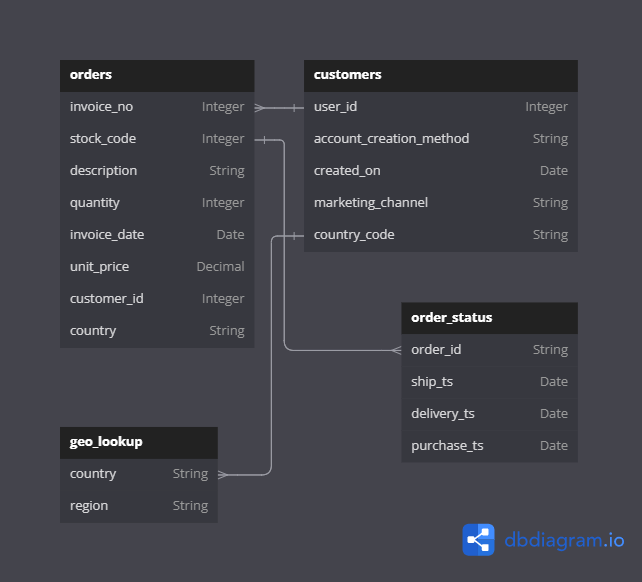 orders
invoice_no Integer
stock_code Integer
description String
quantity Integer
invoice_date Date
unit_price Decimal
customer_id Integer
country String
customers
user_id Integer
account_creation_method String
created_on Date
marketing_channel String
country_code String
order_status
order_id String
ship_ts Date
delivery_ts Date
purchase_ts Date
geo_lookup
country String
region String
dbdiagram.io